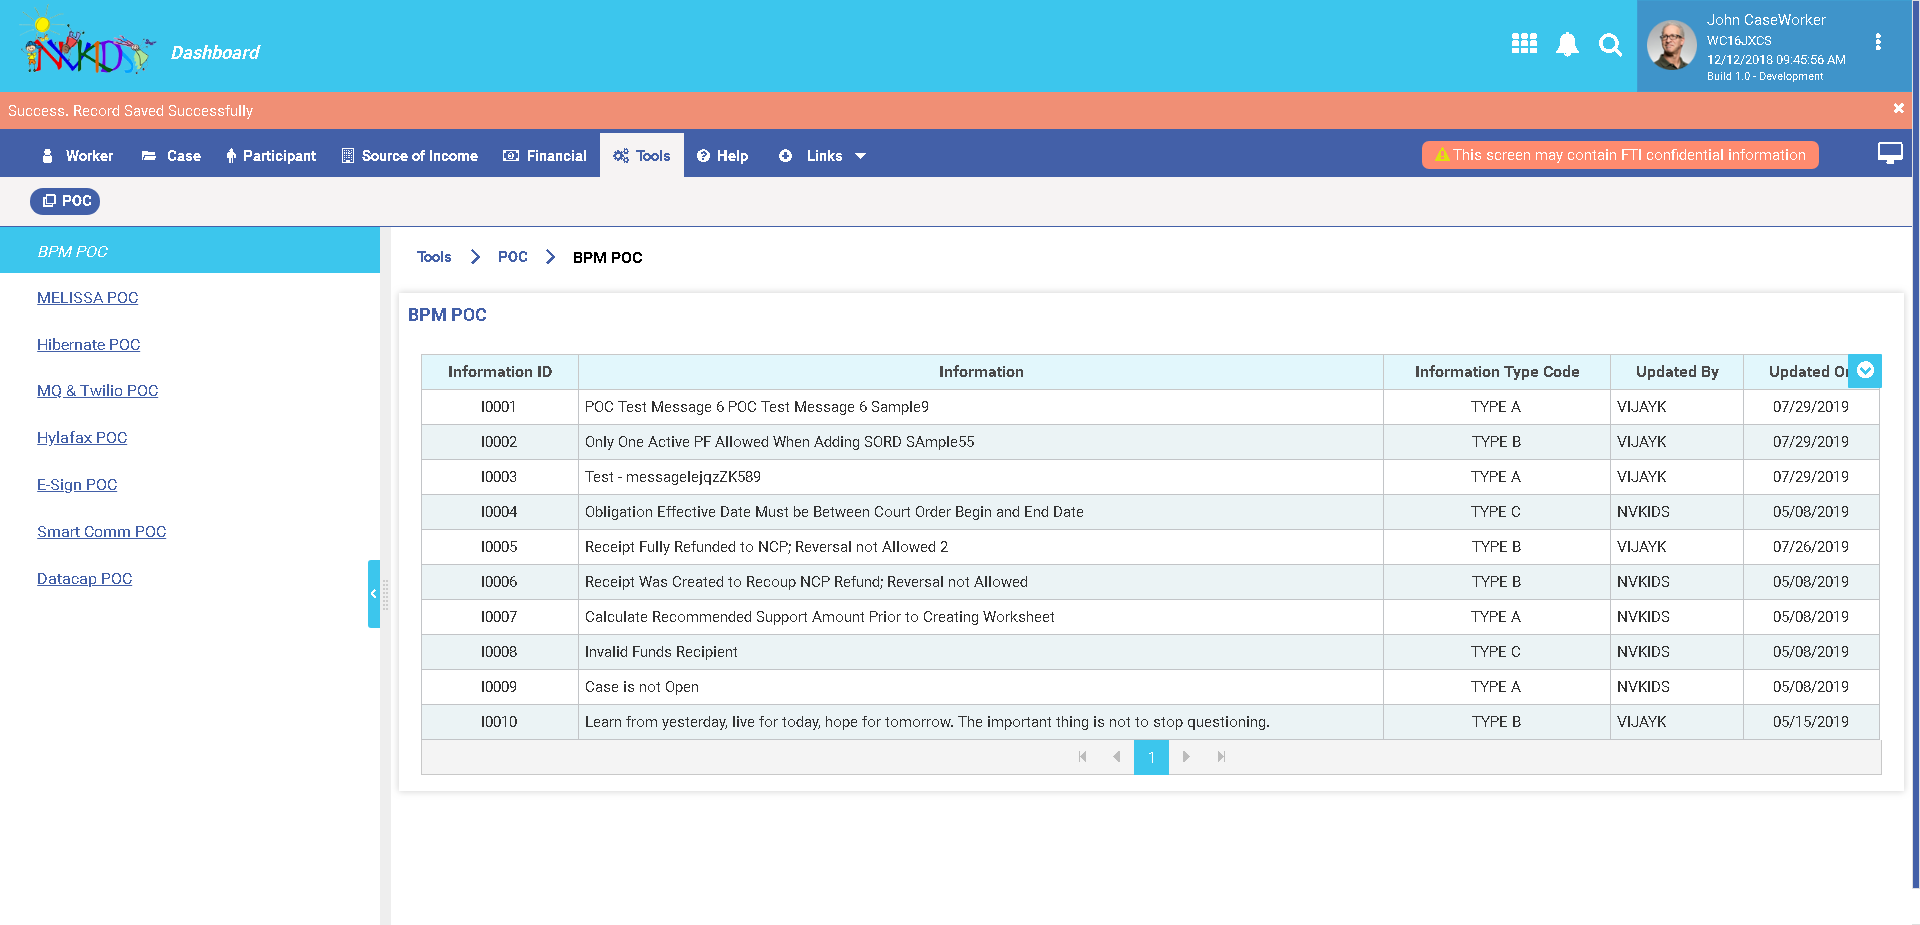 NVKIDS
Dashboard
John CaseWorker
WC16JXCS
12/12/2018 09:45:56 AM
Build 1.0 - Development
Success. Record Saved Successfully
Worker Case Participant Source of Income Financial Tools Help Links
This screen may contain FTI confidential information
POC
BPM POC
MELISSA POC
Hibernate POC
MQ & Twilio POC
Hylafax POC
E-Sign POC
Smart Comm POC
Datacap POC
Tools POC BPM POC
BPM POC
Information ID Information Information Type Code Updated By Updated
I0001 POC Test Message 6 POC Test Message 6 Sample9 TYPE A VIJAYK 07/29/2019
I0002 Only One Active PF Allowed When Adding SORD SAmple55 TYPE B VIJAYK 07/29/2019
I0003 TYPE A VIJAYK 07/29/2019
I0004 Obligation Effective Date Must be Between Court Order Begin and End Date TYPE C NVKIDS 05/08/2019
I0005 Receipt Fully Refunded to NCP; Reversal not Allowed 2 TYPE B VIJAYK 07/26/2019
I0006 Receipt Was Created to Recoup NCP Refund; Reversal not Allowed TYPE B NVKIDS 05/08/2019
I0007 Calculate Recommended Support Amount Prior to Creating Worksheet TYPE A NVKIDS 05/08/2019
I0008 Invalid Funds Recipient TYPE C NVKIDS 05/08/2019
I0009 Case is not Open TYPE A NVKIDS 05/08/2019
I0010 Learn from yesterday, live for today, hope for tomorrow. The important thing is not to stop questioning. TYPE B VIJAYK 05/15/2019
1